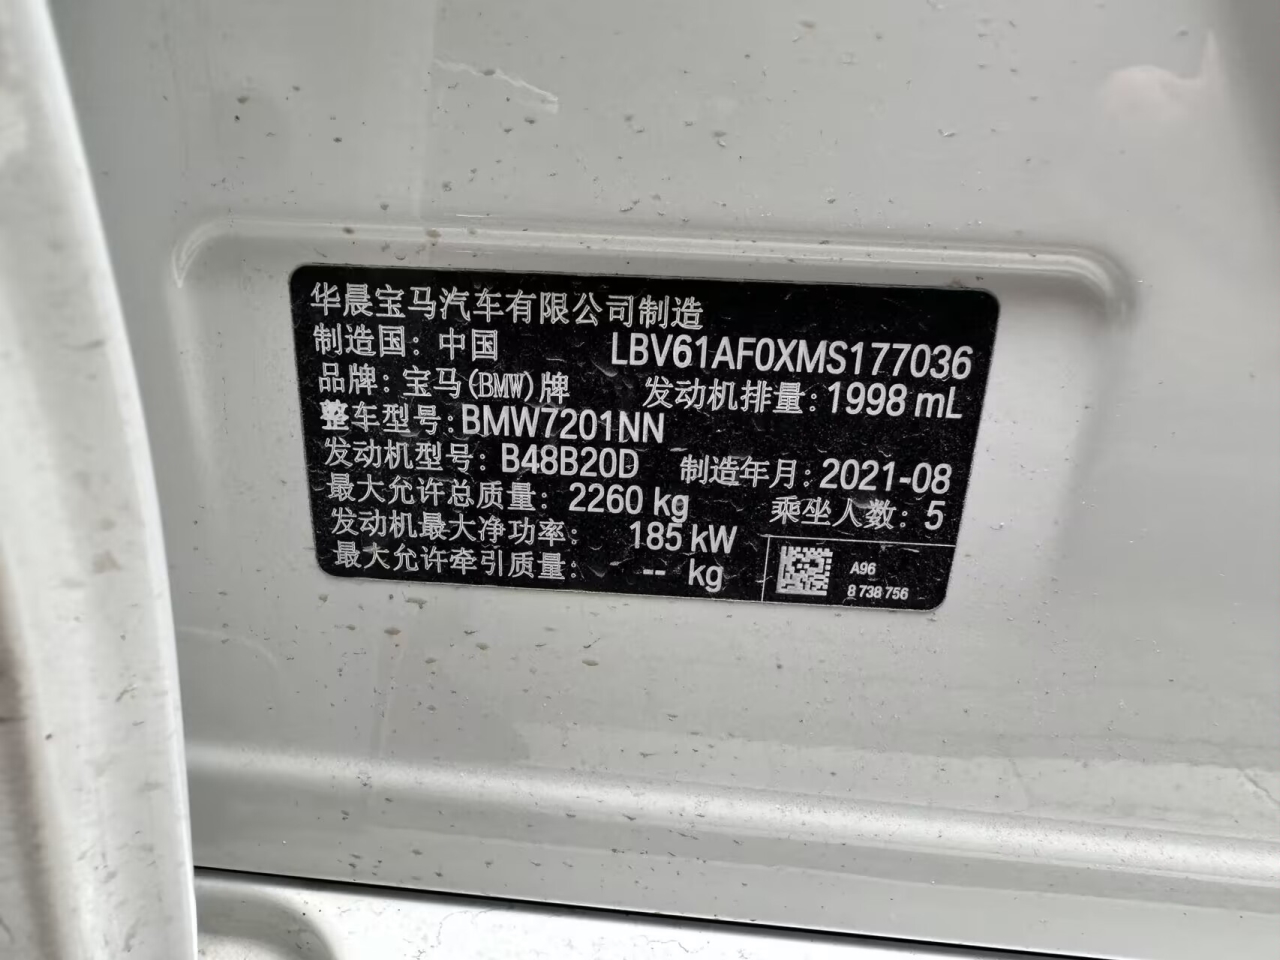 华晨宝马汽车有限公司制造
制造国：中国 LBV61AF0XMS177036
品牌：宝马(BMW)牌 发动机排量：1998 mL
整车型号：BMW7201NN
发动机型号：B48B20D 制造年月：2021-08
最大允许总质量：2260 kg 乘坐人数：5
发动机最大净功率： 185 kW
最大允许牵引质量： -- kg
A96
8 738 756